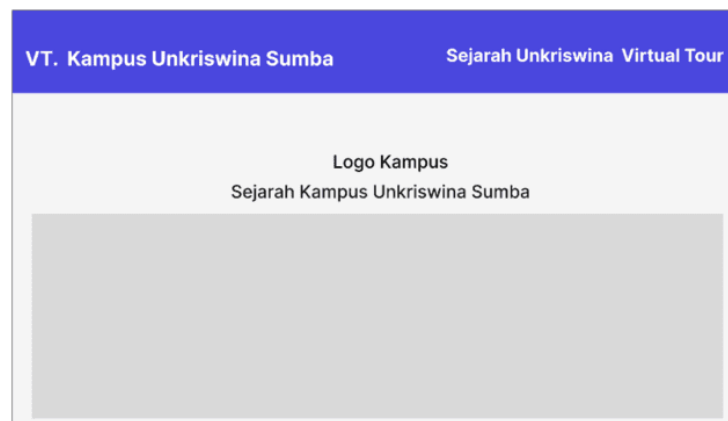 VT. Kampus Unkriswina Sumba
Sejarah Unkriswina Virtual Tour
Logo Kampus
Sejarah Kampus Unkriswina Sumba